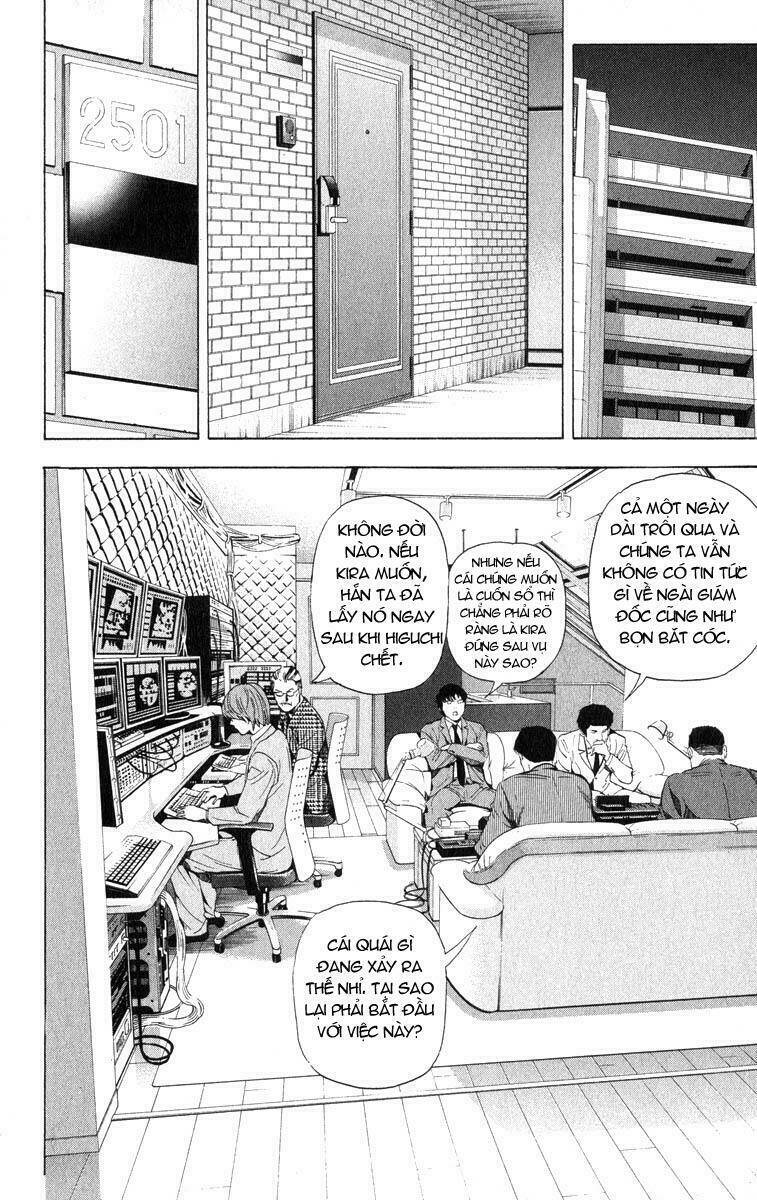 2501
CẢ MỘT NGÀY
DÀI TRÔI QUA VÀ
CHÚNG TA VẪN
KHÔNG CÓ TIN TỨC
GÌ VỀ NGÀI GIÁM
ĐỐC CŨNG NHƯ
BỌN BẮT CÓC.
NHƯNG NẾU
CÁI CHÚNG MUỐN
LÀ CUỐN SỔ THÌ
CHẲNG PHẢI RÕ
RÀNG LÀ KIRA
ĐỨNG SAU VỤ
NÀY SAO?
KHÔNG ĐỜI
NÀO. NẾU
KIRA MUỐN,
HẮN TA ĐÃ
LẤY NÓ NGAY
SAU KHI HIGUCHI
CHẾT.
CÁI QUÁI GÌ
ĐANG XẢY RA
THẾ NHỈ. TẠI SAO
LẠI PHẢI BẮT ĐẦU
VỚI VIỆC NÀY?